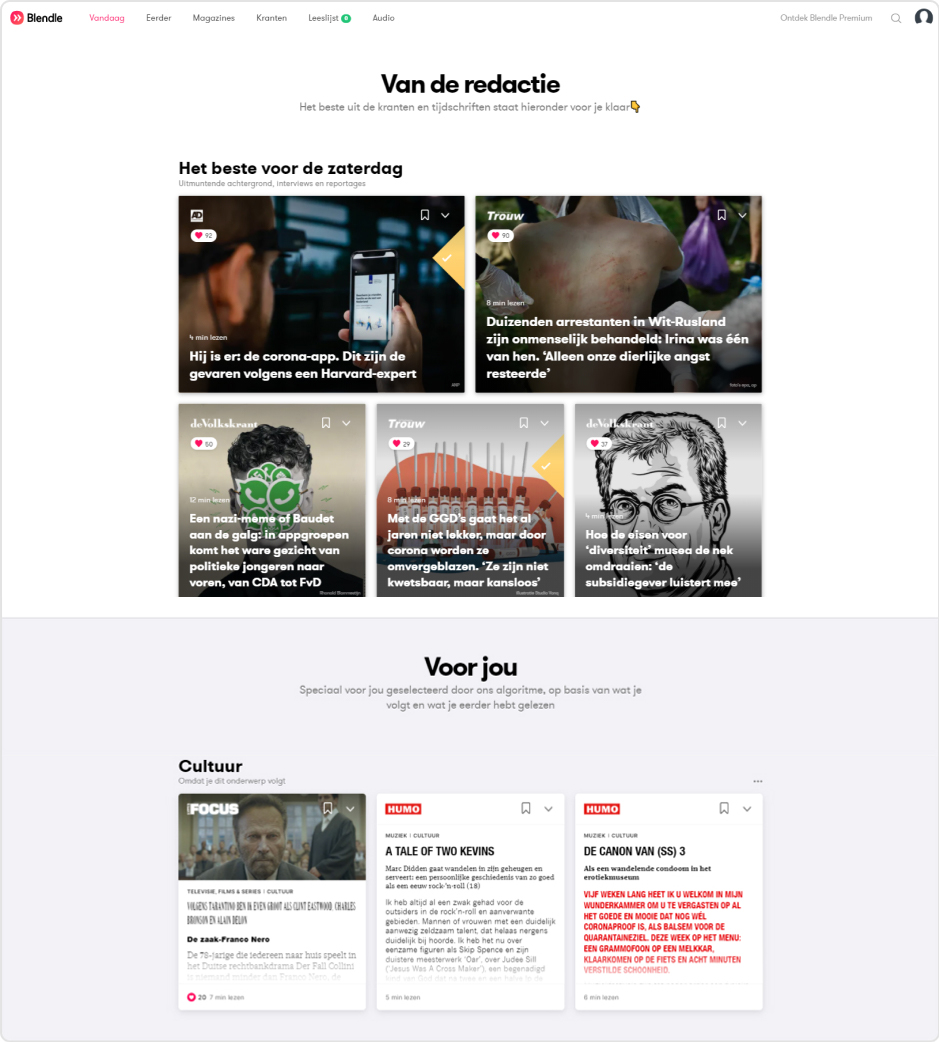 Blendle Vandaag Eerder Magazines Kranten Leeslijst 6 Audio Ontdek Blendle Premium
Van de redactie
Het beste uit de kranten en tijdschriften staat hieronder voor je klaar👇
Het beste voor de zaterdag
Uitmuntende achtergrond, interviews en reportages
AD
92
4 min lezen
Hij is er: de corona-app. Dit zijn de
gevaren volgens een Harvard-expert
ANP
Trouw
90
8 min lezen
Duizenden arrestanten in Wit-Rusland
zijn onmenselijk behandeld: Irina was één
van hen. ‘Alleen onze dierlijke angst
resteerde’
foto's epa, ap
de Volkskrant
50
12 min lezen
Een nazi-meme of Baudet
aan de galg: in appgroepen
komt het ware gezicht van
politieke jongeren naar
voren, van CDA tot FvD
Trouw
29
8 min lezen
Met de GGD’s gaat het al
jaren niet lekker, maar door
corona worden ze
omvergeblazen. ‘Ze zijn niet
kwetsbaar, maar kansloos’
de Volkskrant
37
4 min lezen
Hoe de eisen voor
‘diversiteit’ musea de nek
omdraaien: ‘de
subsidiegever luistert mee’
Voor jou
Speciaal voor jou geselecteerd door ons algoritme, op basis van wat je
volgt en wat je eerder hebt gelezen
Cultuur
Omdat je dit onderwerp volgt
FOCUS
TELEVISIE, FILMS & SERIES | CULTUUR
VOLGENS TARANTINO BEN IK EVEN GROOT ALS CLINT EASTWOOD, CHARLES
BRONSON EN ALAIN DELON
De zaak-Franco Nero
De 78-jarige die iedereen naar huis speelt in
het Duitse rechtbankdrama Der Fall Collini
is niemand minder dan Franco Nero, de
20 7 min lezen
HUMO
MUZIEK | CULTUUR
A TALE OF TWO KEVINS
Marc Didden gaat wandelen in zijn geheugen en
serveert: een persoonlijke geschiedenis van zo goed
als een eeuw rock-'n-roll (18)
Ik heb altijd al een zwak gehad voor de
outsiders in de rock'n'roll en aanverwante
gebieden. Mannen of vrouwen met een duidelijk
aanwezig zeldzaam talent, dat helaas nergens
duidelijk bij hoorde. Ik heb het nu over
eenzame figuren als Skip Spence en zijn
duistere meesterwerk ‘Oar’, over Judee Sill
(‘Jesus Was A Cross Maker’), een begenadigd
5 min lezen
HUMO
MUZIEK | CULTUUR
DE CANON VAN (SS) 3
Als een wandelende condoom in het
erotiekmuseum
VIJF WEKEN LANG HEET IK U WELKOM IN MIJN
WUNDERKAMMER OM U TE VERGASTEN OP AL
HET GOEDE EN MOOIE DAT NOG WÉL
CORONAPROOF IS, ALS BALSEM VOOR DE
QUARANTAINEZIEL. DEZE WEEK OP HET MENU:
EEN GRAMMOFOON OP EEN MELKKAR,
KLAARKOMEN OP DE FIETS EN ACHT MINUTEN
VERSTILDE SCHOONHEID.
6 min lezen